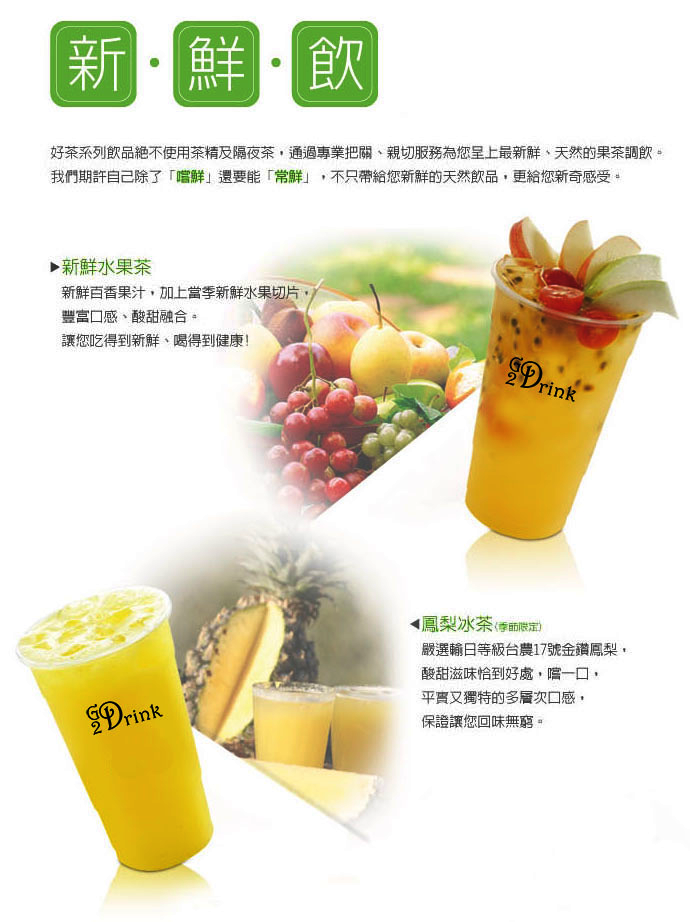 新·鮮·飲
好茶系列飲品絕不使用茶精及隔夜茶，通過專業把關、親切服務為您呈上最新鮮、天然的果茶調飲。
我們期許自己除了「嚐鮮」還要能「常鮮」，不只帶給您新鮮的天然飲品，更給您新奇感受。
▶新鮮水果茶
新鮮百香果汁，加上當季新鮮水果切片，
豐富口感、酸甜融合。
讓您吃得到新鮮、喝得到健康!
GD
2Drink
◀鳳梨冰茶(季節限定)
嚴選輸日等級台農17號金鑽鳳梨，
酸甜滋味恰到好處，嚐一口，
平實又獨特的多層次口感，
保證讓您回味無窮。
GD
2Drink